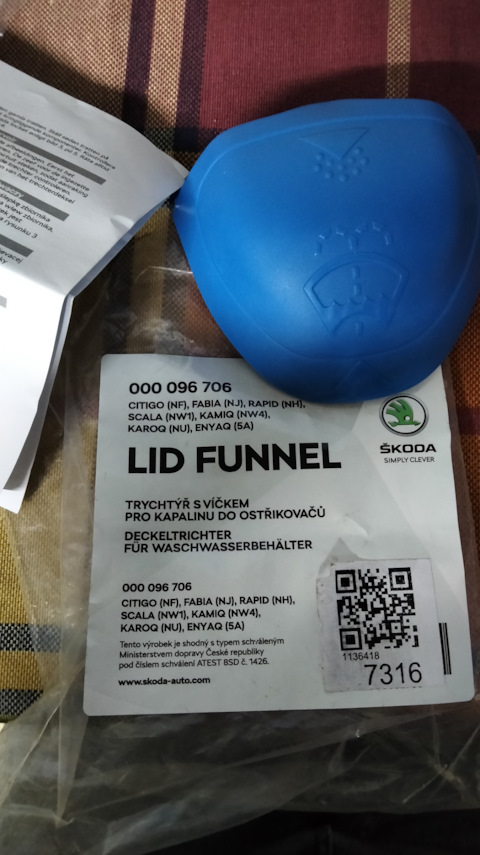 000 096 706
CITIGO (NF), FABIA (NJ), RAPID (NH),
SCALA (NW1), KAMIQ (NW4),
KAROQ (NU), ENYAQ (5A)
ŠKODA
SIMPLY CLEVER
LID FUNNEL
TRYCHTÝŘ S VÍČKEM
PRO KAPALINU DO OSTŘIKOVAČŮ
DECKELTRICHTER
FÜR WASCHWASSERBEHÄLTER
000 096 706
CITIGO (NF), FABIA (NJ), RAPID (NH),
SCALA (NW1), KAMIQ (NW4),
KAROQ (NU), ENYAQ (5A)
Tento výrobek je shodný s typem schváleným
Ministerstvem dopravy České republiky
pod číslem schválení ATEST 8SD č. 1426.
www.skoda-auto.com
1136418
7316